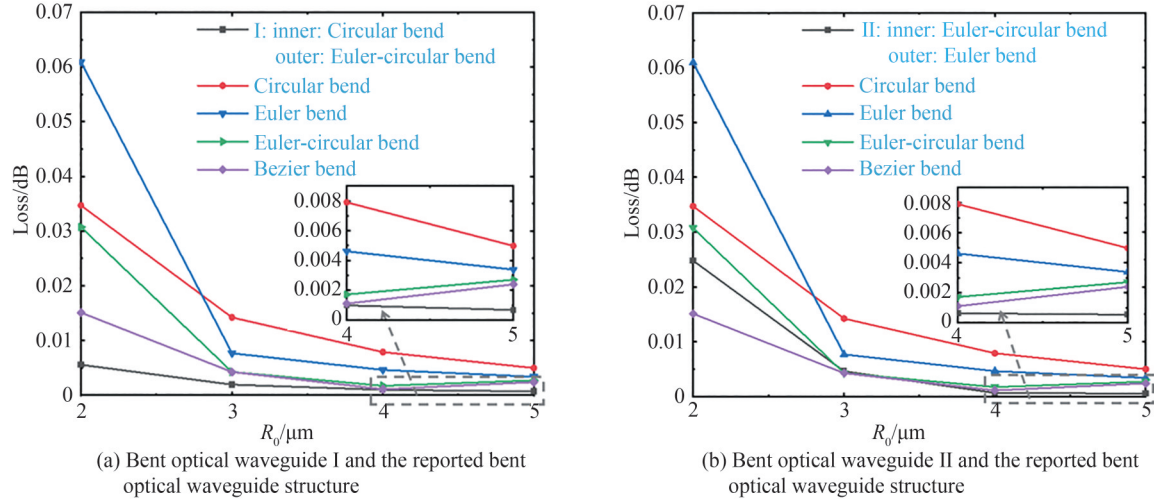 0.07
0.06
0.05
0.04
0.03
0.02
0.01
0
Loss/dB
I: inner: Circular bend
outer: Euler-circular bend
Circular bend
Euler bend
Euler-circular bend
Bezier bend
0.008
0.006
0.004
0.002
0.000
4
5
2
3
4
5
R0/μm
(a) Bent optical waveguide I and the reported bent
optical waveguide structure
0.07
0.06
0.05
0.04
0.03
0.02
0.01
0
Loss/dB
II: inner: Euler-circular bend
outer: Euler bend
Circular bend
Euler bend
Euler-circular bend
Bezier bend
0.008
0.006
0.004
0.002
0.000
4
5
2
3
4
5
R0/μm
(b) Bent optical waveguide II and the reported bent
optical waveguide structure